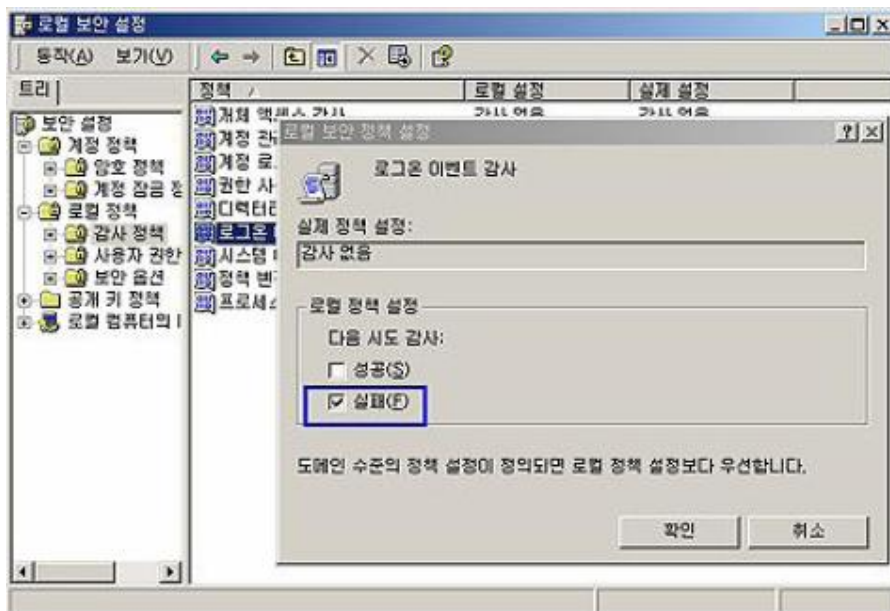 로컬 보안 설정
동작(A) 보기(V)
트리
정책 로컬 설정 실제 설정
보안 설정
계정 정책
암호 정책
계정 잠금 정
로컬 정책
감사 정책
사용자 권한
보안 옵션
공개 키 정책
로컬 컴퓨터의 I
개체 액세스 감사 감사 없음 감사 없음
계정 관
계정 로
권한 사
디렉터리
로그온
시스템
정책 변
프로세스
로컬 보안 정책 설정
로그온 이벤트 감사
실제 정책 설정:
감사 없음
로컬 정책 설정
다음 시도 감사:
성공(S)
실패(F)
도메인 수준의 정책 설정이 정의되면 로컬 정책 설정보다 우선합니다.
확인 취소